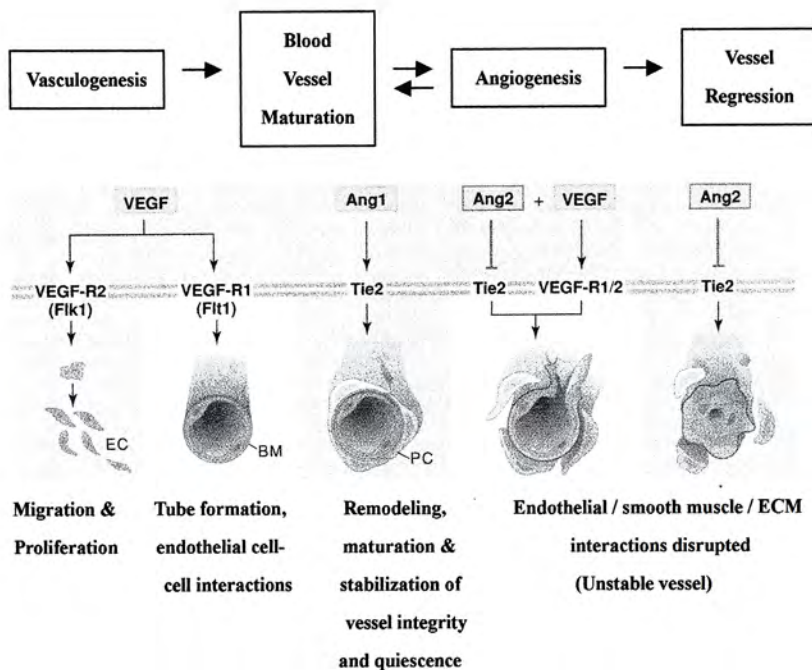 Vasculogenesis
Blood
Vessel
Maturation
Angiogenesis
Vessel
Regression
VEGF
Ang1
Ang2 + VEGF
Ang2
VEGF-R2
(Flk1)
VEGF-R1
(Flt1)
Tie2
Tie2
VEGF-R1/2
Tie2
EC
BM
PC
Migration &
Proliferation
Tube formation,
endothelial cell-
cell interactions
Remodeling,
maturation &
stabilization of
vessel integrity
and quiescence
Endothelial / smooth muscle / ECM
interactions disrupted
(Unstable vessel)